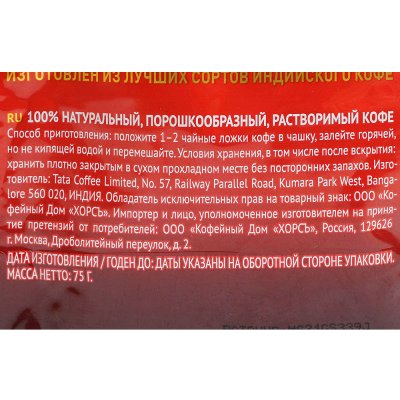 ИЗГОТОВЛЕН ИЗ ЛУЧШИХ СОРТОВ ИНДИЙСКОГО КОФЕ
RU 100% НАТУРАЛЬНЫЙ, ПОРОШКООБРАЗНЫЙ, РАСТВОРИМЫЙ КОФЕ
Способ приготовления: положите 1–2 чайные ложки кофе в чашку, залейте горячей,
но не кипящей водой и перемешайте. Условия хранения, в том числе после вскрытия:
хранить плотно закрытым в сухом прохладном месте без посторонних запахов. Изго-
товитель: Tata Coffee Limited, No. 57, Railway Parallel Road, Kumara Park West, Banga-
lore 560 020, ИНДИЯ. Обладатель исключительных прав на товарный знак: ООО «Ко-
фейный Дом «ХОРСЪ». Импортер и лицо, уполномоченное изготовителем на приня-
тие претензий от потребителей: ООО «Кофейный Дом «ХОРСЪ», Россия, 129626
г. Москва, Дроболитейный переулок, д. 2.
ДАТА ИЗГОТОВЛЕНИЯ / ГОДЕН ДО: ДАТЫ УКАЗАНЫ НА ОБОРОТНОЙ СТОРОНЕ УПАКОВКИ.
МАССА НЕТТО: 75 Г.